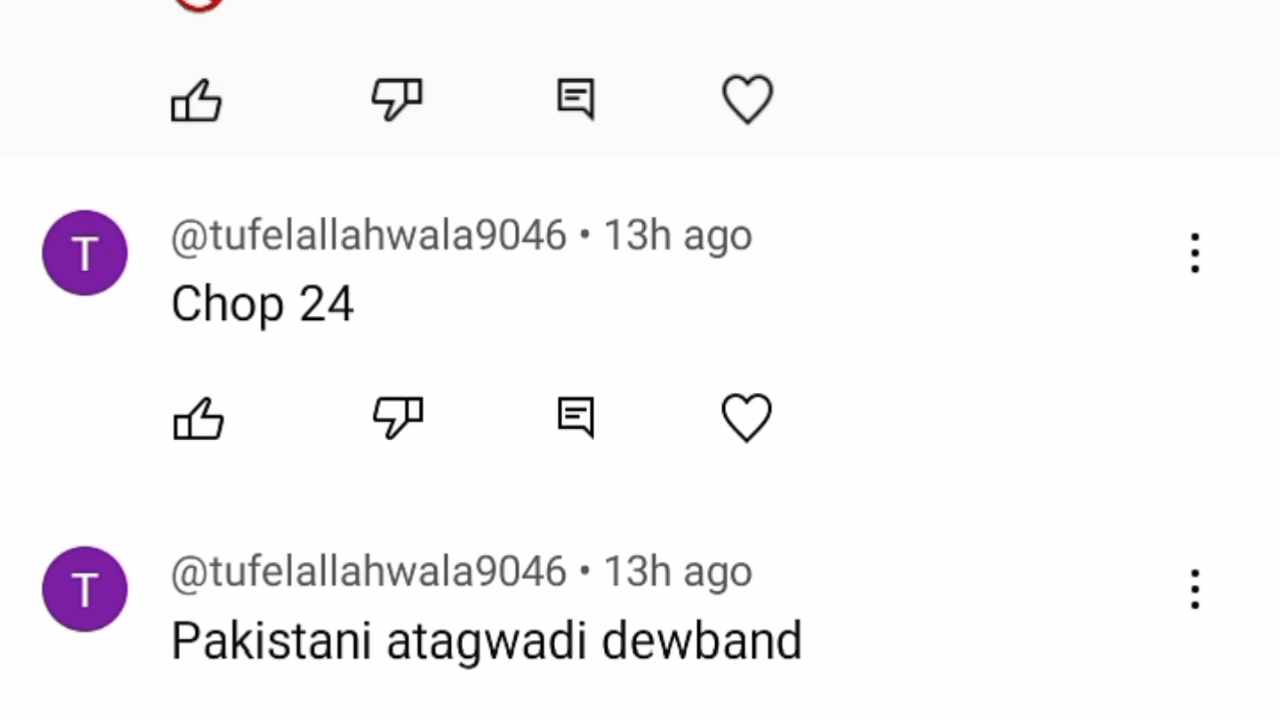 T
@tufelallahwala9046 • 13h ago
Chop 24
T
@tufelallahwala9046 • 13h ago
Pakistani atagwadi dewband